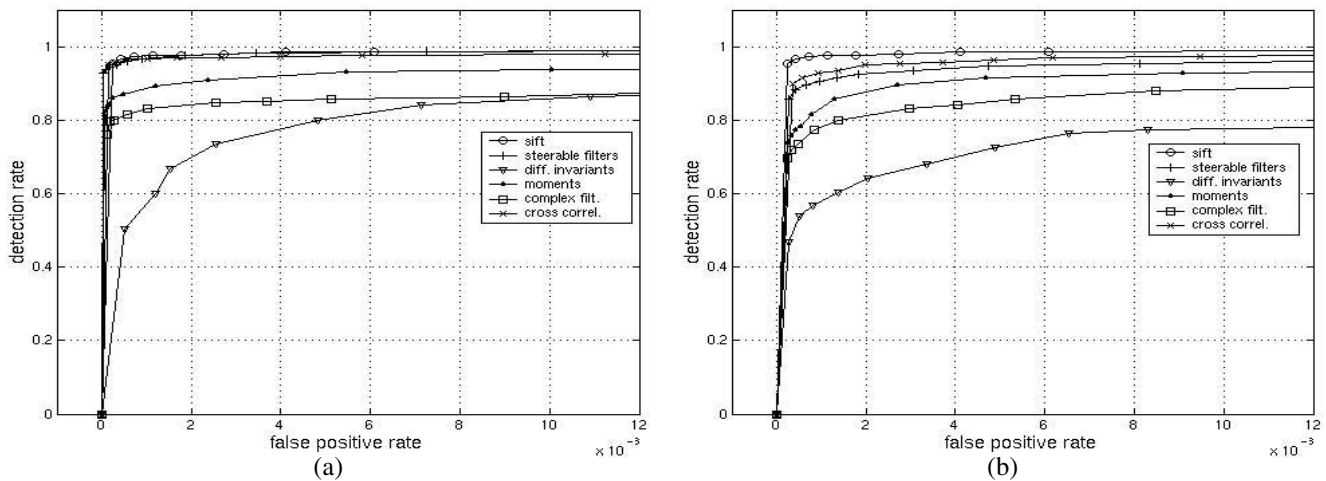 1
0.8
0.6
0.4
0.2
0
detection rate
0 2 4 6 8 10 12
false positive rate
x 10⁻³
sift
steerable filters
diff. invariants
moments
complex filt.
cross correl.
(a)
1
0.8
0.6
0.4
0.2
0
detection rate
0 2 4 6 8 10 12
false positive rate
x 10⁻³
sift
steerable filters
diff. invariants
moments
complex filt.
cross correl.
(b)